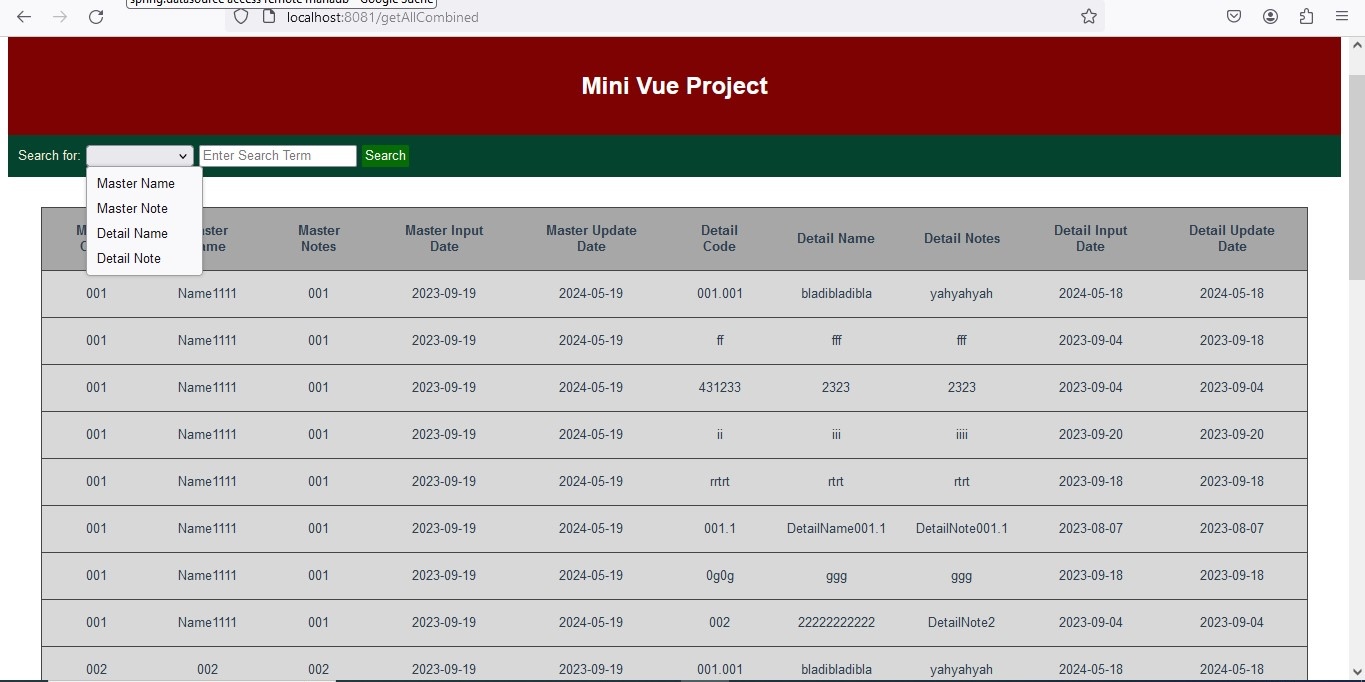 spring.datasource access remote mariadb - Google Suche
localhost:8081/getAllCombined
Mini Vue Project
Search for: Enter Search Term Search
Master Name
Master Note
Detail Name
Detail Note
Master Master Input Master Update Detail Detail Name Detail Notes Detail Input Detail Update
Notes Date Date Code Date Date
001 Name1111 001 2023-09-19 2024-05-19 001.001 bladibladibla yahyahyah 2024-05-18 2024-05-18
001 Name1111 001 2023-09-19 2024-05-19 ff fff fff 2023-09-04 2023-09-18
001 Name1111 001 2023-09-19 2024-05-19 431233 2323 2323 2023-09-04 2023-09-04
001 Name1111 001 2023-09-19 2024-05-19 ii iii iiii 2023-09-20 2023-09-20
001 Name1111 001 2023-09-19 2024-05-19 rrtrt rtrt rtrt 2023-09-18 2023-09-18
001 Name1111 001 2023-09-19 2024-05-19 001.1 DetailName001.1 DetailNote001.1 2023-08-07 2023-08-07
001 Name1111 001 2023-09-19 2024-05-19 0g0g ggg ggg 2023-09-18 2023-09-18
001 Name1111 001 2023-09-19 2024-05-19 002 22222222222 DetailNote2 2023-09-04 2023-09-04
002 002 002 2023-09-19 2023-09-19 001.001 bladibladibla yahyahyah 2024-05-18 2024-05-18